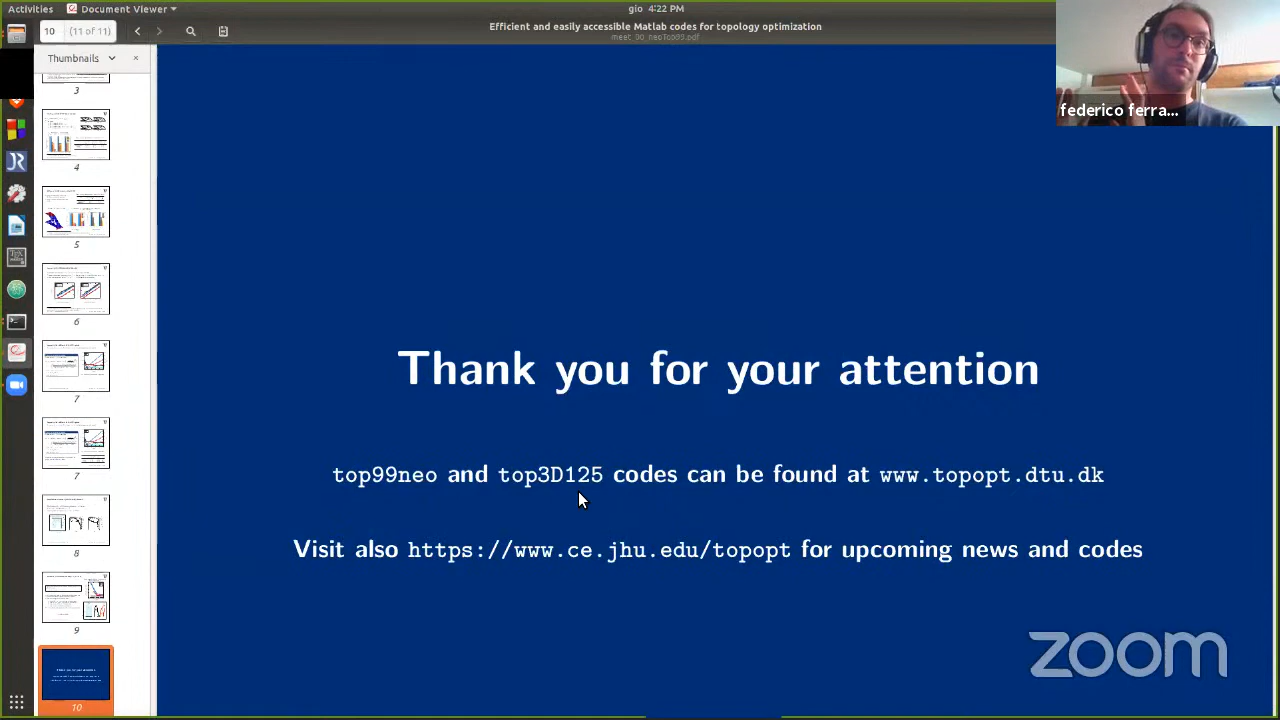 Activities
Document Viewer
gio 4:22 PM
10
(11 of 11)
Efficient and easily accessible Matlab codes for topology optimization
meet_00_neoTop99.pdf
Thumbnails
3
4
5
6
7
7
8
9
10
federico ferra...
Thank you for your attention
top99neo and top3D125 codes can be found at www.topopt.dtu.dk
Visit also https://www.ce.jhu.edu/topopt for upcoming news and codes
zoom